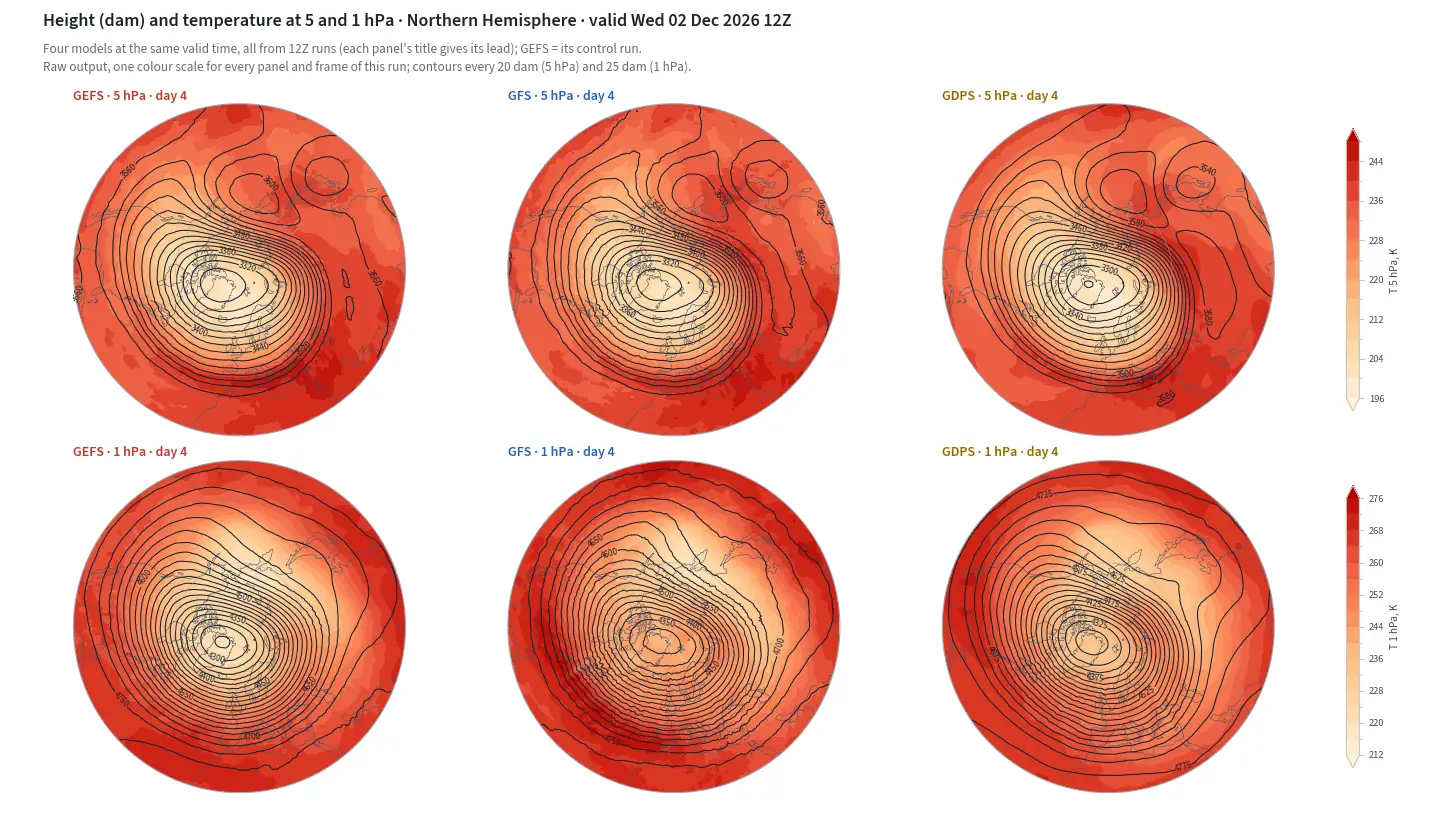 Height (dam) and temperature at 5 and 1 hPa · Northern Hemisphere · valid Wed 02 Dec 2026 12Z
Four models at the same valid time, all from 12Z runs (each panel's title gives its lead); GEFS = its control run.
Raw output, one colour scale for every panel and frame of this run; contours every 20 dam (5 hPa) and 25 dam (1 hPa).
GEFS · 5 hPa · day 4
GFS · 5 hPa · day 4
GDPS · 5 hPa · day 4
244
236
228
220
212
204
196
T 5 hPa, K
GEFS · 1 hPa · day 4
GFS · 1 hPa · day 4
GDPS · 1 hPa · day 4
276
268
260
252
244
236
228
220
212
T 1 hPa, K